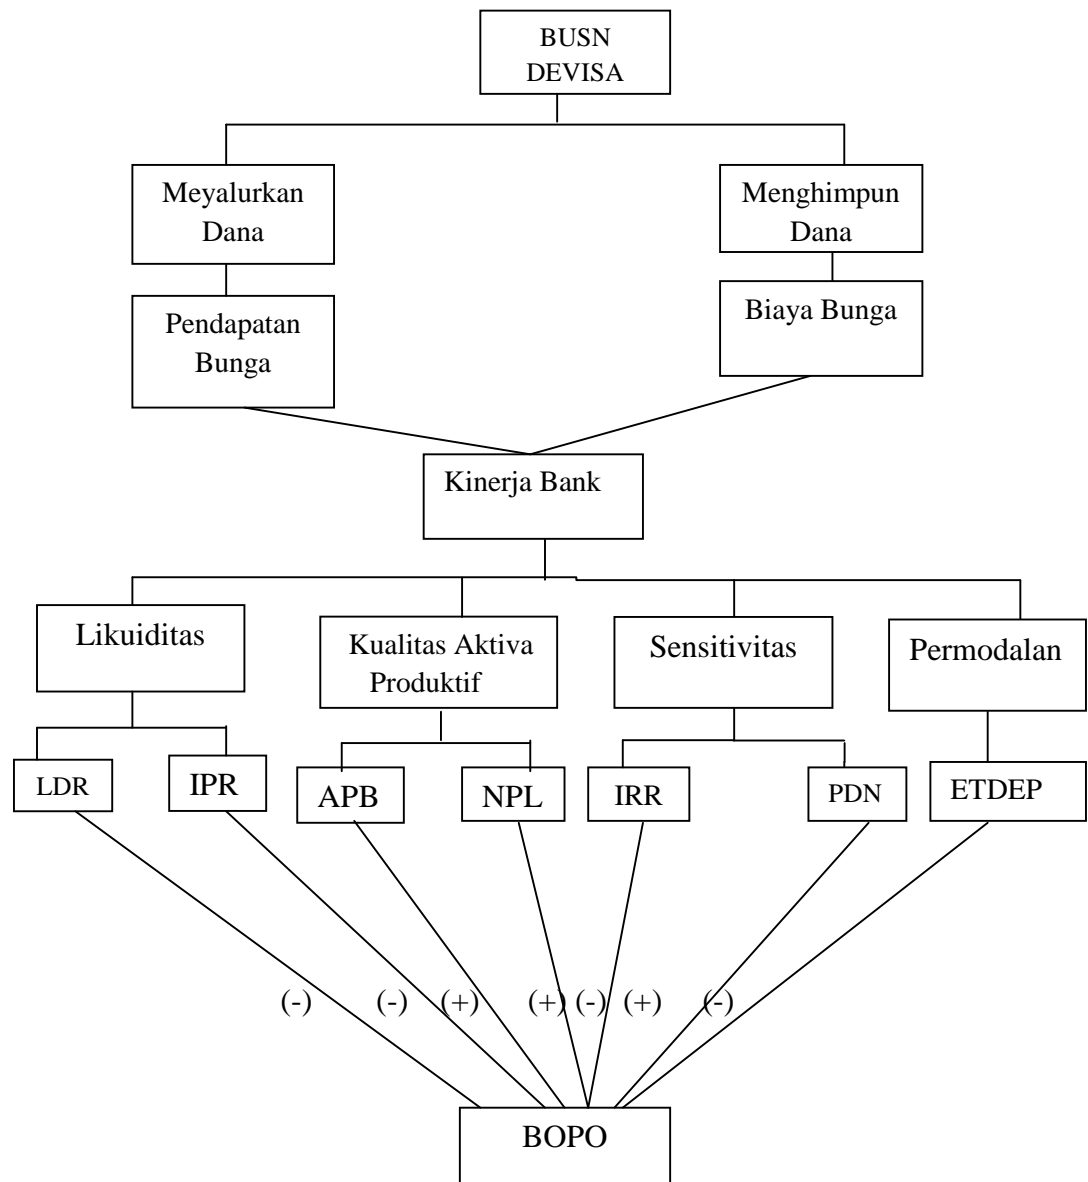 BUSN
DEVISA
Meyalurkan
Dana
Menghimpun
Dana
Pendapatan
Bunga
Biaya Bunga
Kinerja Bank
Likuiditas
Kualitas Aktiva
Produktif
Sensitivitas
Permodalan
LDR
IPR
APB
NPL
IRR
PDN
ETDEP
(-) (-) (+) (+) (-) (+) (-)
BOPO